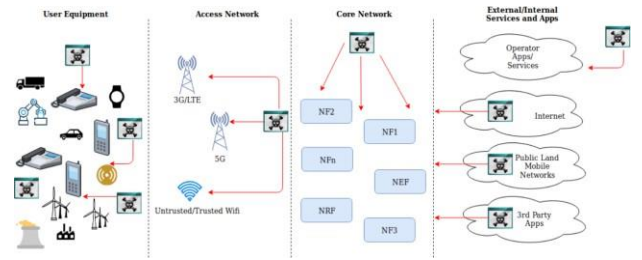 User Equipment
Access Network
Core Network
External/Internal
Services and Apps
Operator
Apps/
Services
3G/LTE
5G
Untrusted/Trusted Wifi
NF2
NF1
NFn
NEF
NRF
NF3
Internet
Public Land
Mobile
Networks
3rd Party
Apps